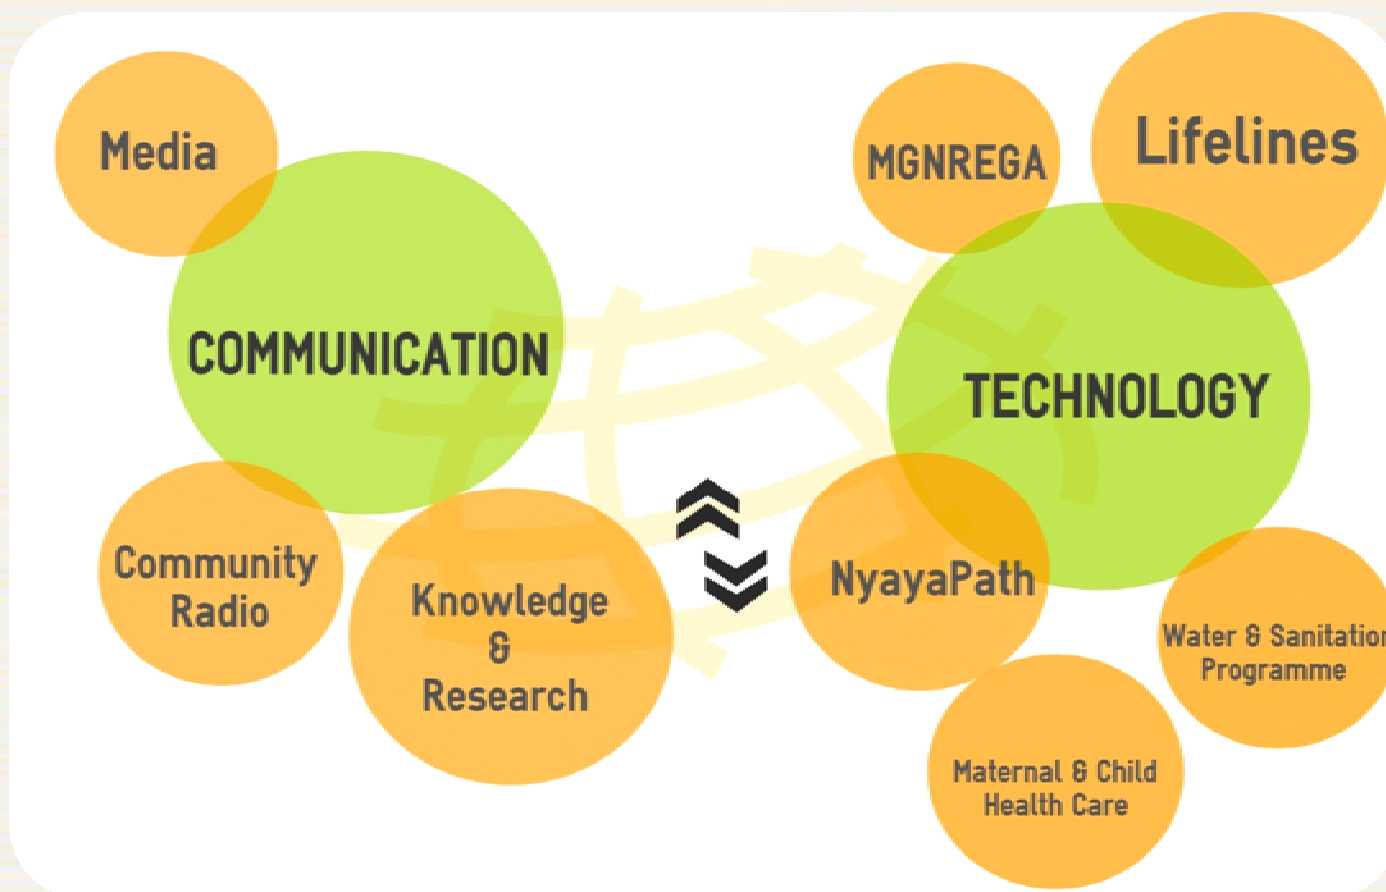 Media
COMMUNICATION
Community
Radio
Knowledge
&
Research
MGNREGA
Lifelines
TECHNOLOGY
NyayaPath
Water & Sanitation
Programme
Maternal & Child
Health Care